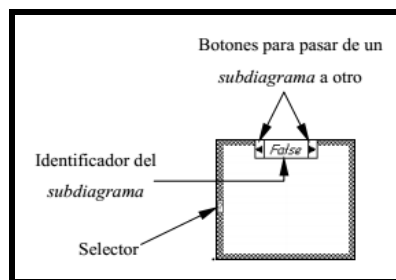 Botones para pasar de un
subdiagrama a otro
False
Identificador del
subdiagrama
Selector